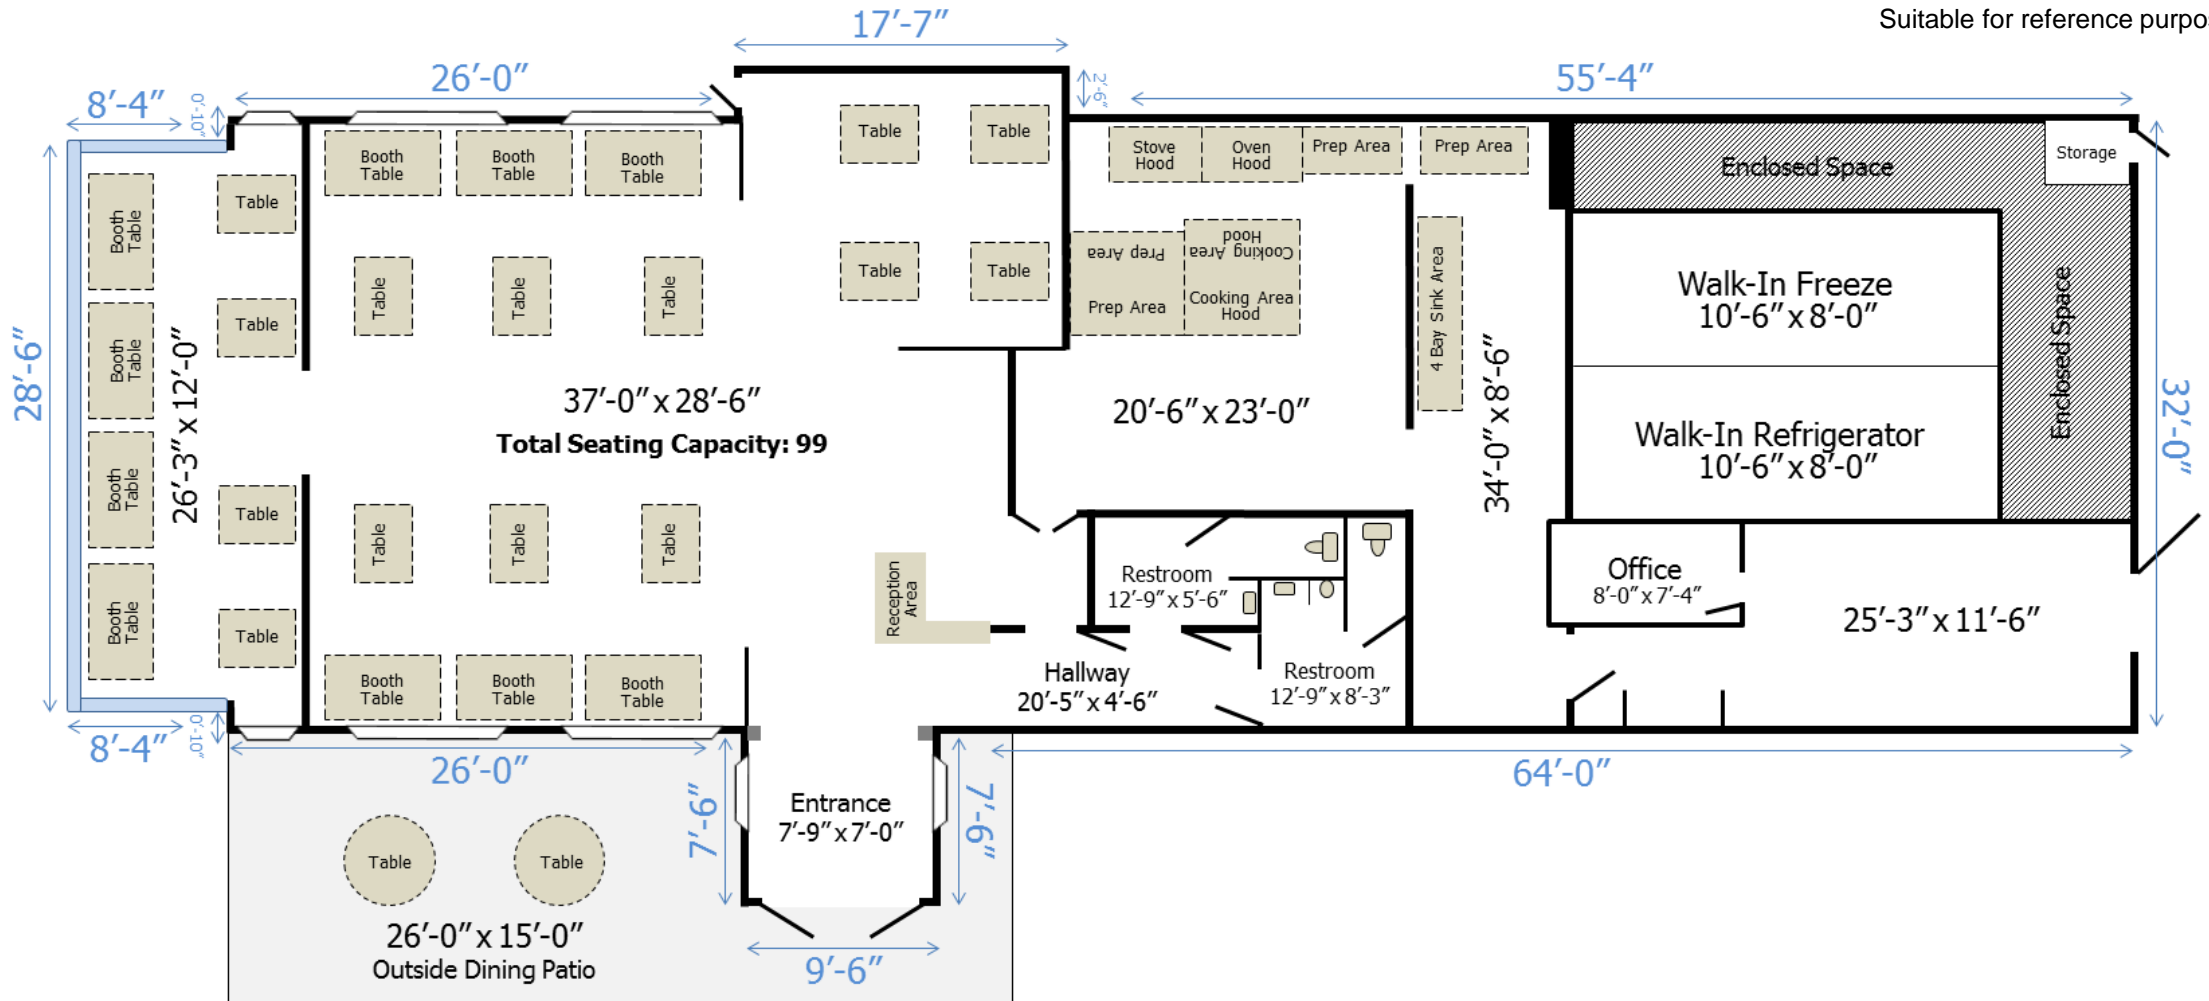 Suitable for reference purpo
17′-7″
26′-0″
55′-4″
8′-4″
0′-10″
2′-6″
Booth
Table
Booth
Table
Booth
Table
Table
Table
Stove
Hood
Oven
Hood
Prep Area
Prep Area
Enclosed Space
Storage
Booth
Table
Table
Table
Table
Table
Table
Table
Prep Area
Cooking Area
Hood
Prep Area
Cooking Area
Hood
4 Bay Sink Area
Walk-In Freeze
10′-6″ x 8′-0″
Enclosed Space
28′-6″
Booth
Table
26′-3″ x 12′-0″
Table
37′-0″ x 28′-6″
Total Seating Capacity: 99
20′-6″ x 23′-0″
34′-0″ x 8′-6″
Walk-In Refrigerator
10′-6″ x 8′-0″
32′-0″
Booth
Table
Table
Table
Table
Table
Reception
Area
Restroom
12′-9″ x 5′-6″
Office
8′-0″ x 7′-4″
25′-3″ x 11′-6″
Booth
Table
Table
Booth
Table
Booth
Table
Booth
Table
Hallway
20′-5″ x 4′-6″
Restroom
12′-9″ x 8′-3″
8′-4″
0′-10″
26′-0″
64′-0″
7′-6″
Entrance
7′-9″ x 7′-0″
7′-6″
Table
Table
26′-0″ x 15′-0″
Outside Dining Patio
9′-6″